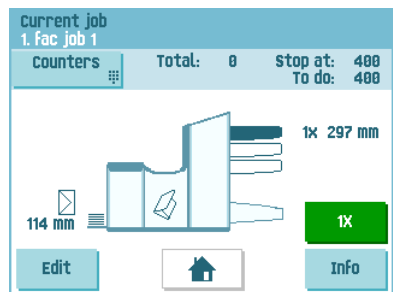 Current job
1. Fac job 1
Counters Total: 0 Stop at: 400
To do: 400
1x 297 mm
114 mm
1X
Edit Info